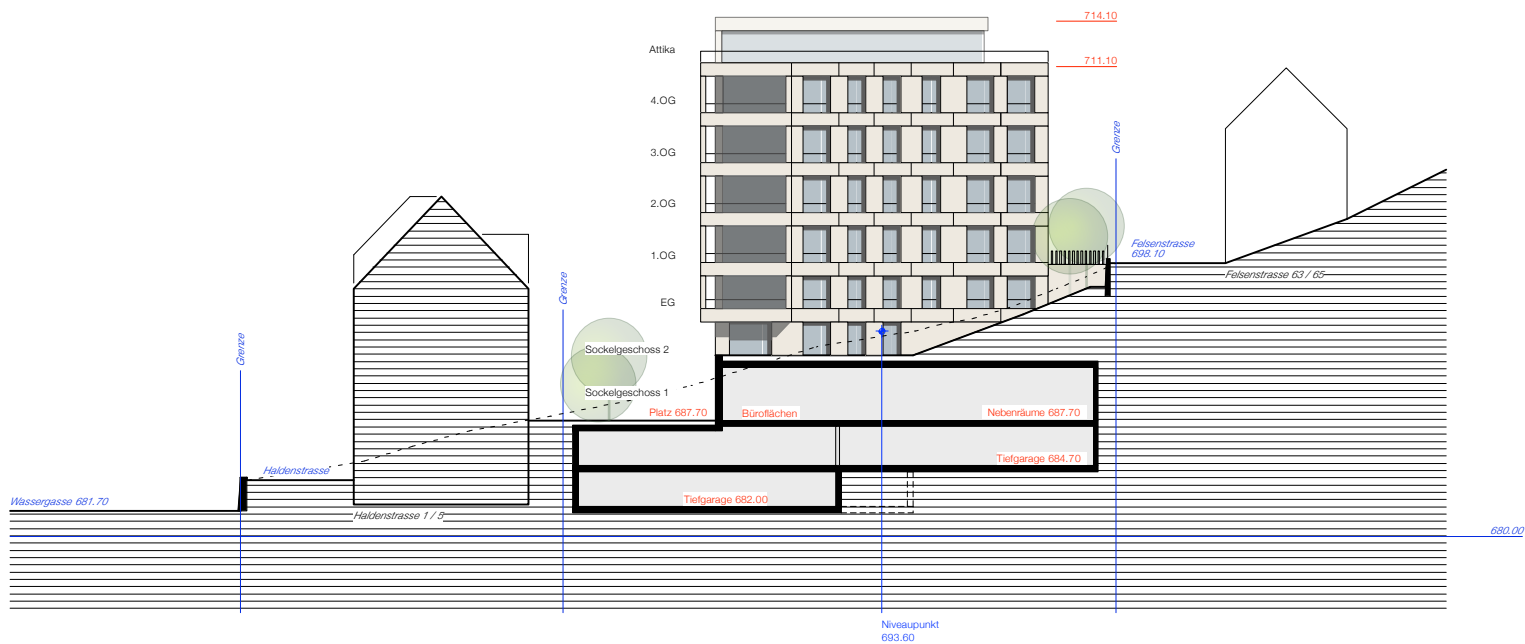 714.10
Attika
711.10
4.OG
Grenze
3.OG
2.OG
Felsenstrasse
698.10
1.OG
Felsenstrasse 63 / 65
Grenze
EG
Grenze
Sockelgeschoss 2
Sockelgeschoss 1
Platz 687.70
Büroflächen
Nebenräume 687.70
Tiefgarage 684.70
Haldenstrasse
Wassergasse 681.70
Tiefgarage 682.00
Haldenstrasse 1 / 5
680.00
Niveaupunkt
693.60